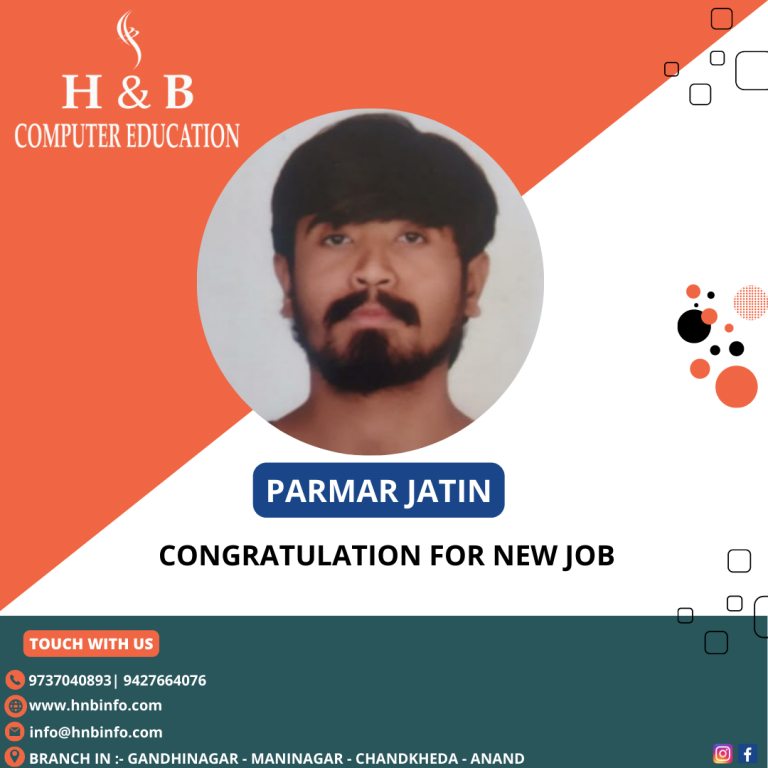 H & B
COMPUTER EDUCATION
PARMAR JATIN
CONGRATULATION FOR NEW JOB
TOUCH WITH US
9737040893| 9427664076
www.hnbinfo.com
info@hnbinfo.com
BRANCH IN :- GANDHINAGAR - MANINAGAR - CHANDKHEDA - ANAND